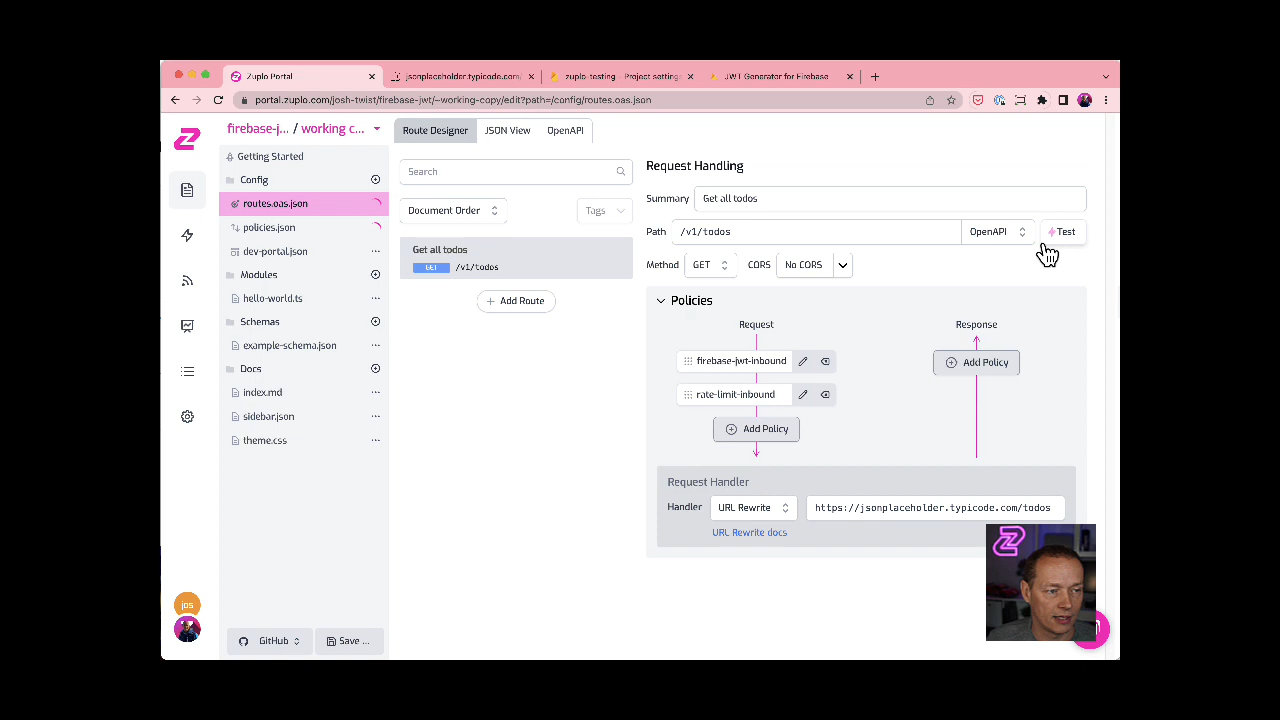 Zuplo Portal
jsonplaceholder.typicode.com/
zuplo-testing - Project settings
JWT Generator for Firebase
portal.zuplo.com/josh-twist/firebase-jwt/~working-copy/edit?path=/config/routes.oas.json
firebase-j... / working c...
Route Designer
JSON View
OpenAPI
Getting Started
Config
routes.oas.json
policies.json
dev-portal.json
Modules
hello-world.ts
Schemas
example-schema.json
Docs
index.md
sidebar.json
theme.css
jos
GitHub
Save ...
Search
Document Order
Tags
Get all todos
GET /v1/todos
Add Route
Request Handling
Summary Get all todos
Path /v1/todos OpenAPI Test
Method GET CORS No CORS
Policies
Request
Response
firebase-jwt-inbound
Add Policy
rate-limit-inbound
Add Policy
Request Handler
Handler URL Rewrite https://jsonplaceholder.typicode.com/todos
URL Rewrite docs